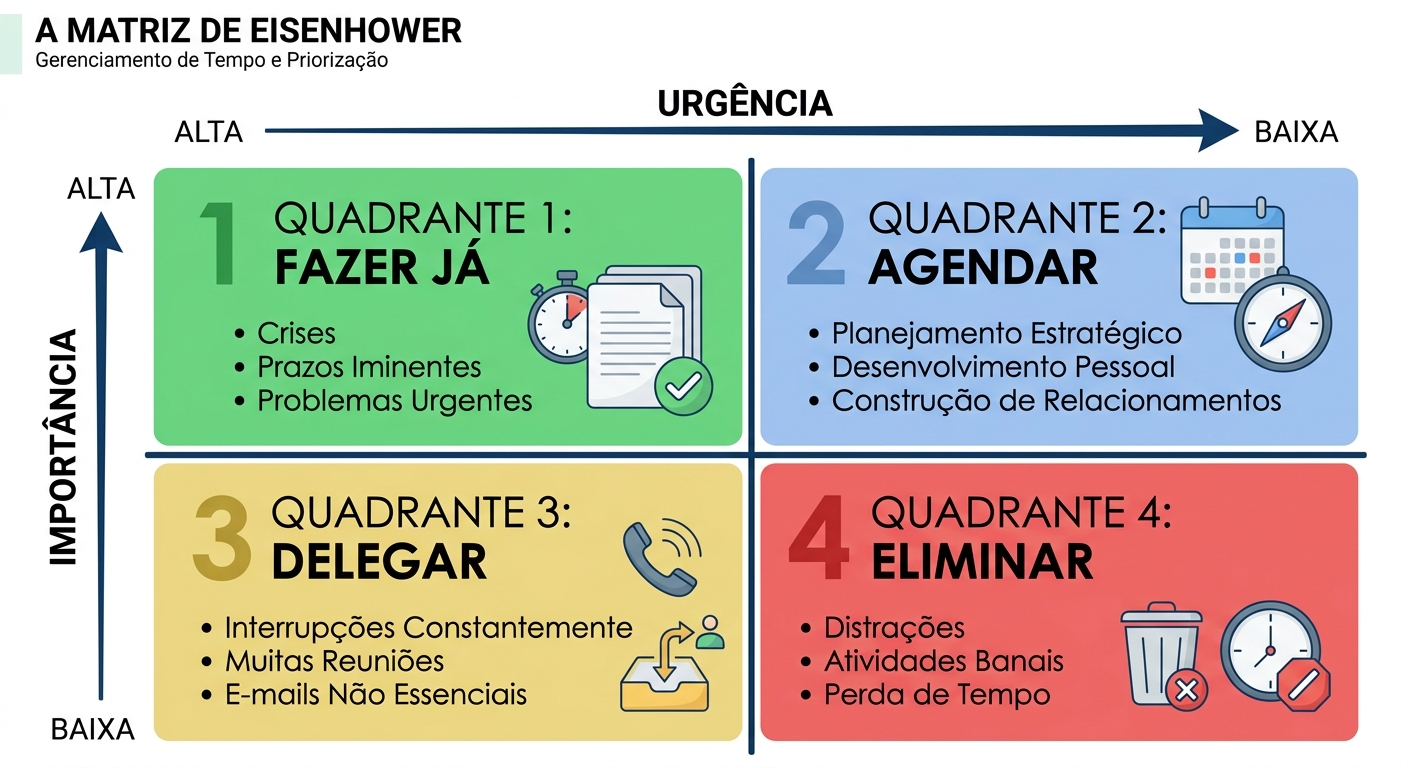 A MATRIZ DE EISENHOWER
Gerenciamento de Tempo e Priorização
URGÊNCIA
ALTA
BAIXA
ALTA
IMPORTÂNCIA
BAIXA
1
QUADRANTE 1:
FAZER JÁ
• Crises
• Prazos Iminentes
• Problemas Urgentes
2
QUADRANTE 2:
AGENDAR
• Planejamento Estratégico
• Desenvolvimento Pessoal
• Construção de Relacionamentos
3
QUADRANTE 3:
DELEGAR
• Interrupções Constantemente
• Muitas Reuniões
• E-mails Não Essenciais
4
QUADRANTE 4:
ELIMINAR
• Distrações
• Atividades Banais
• Perda de Tempo